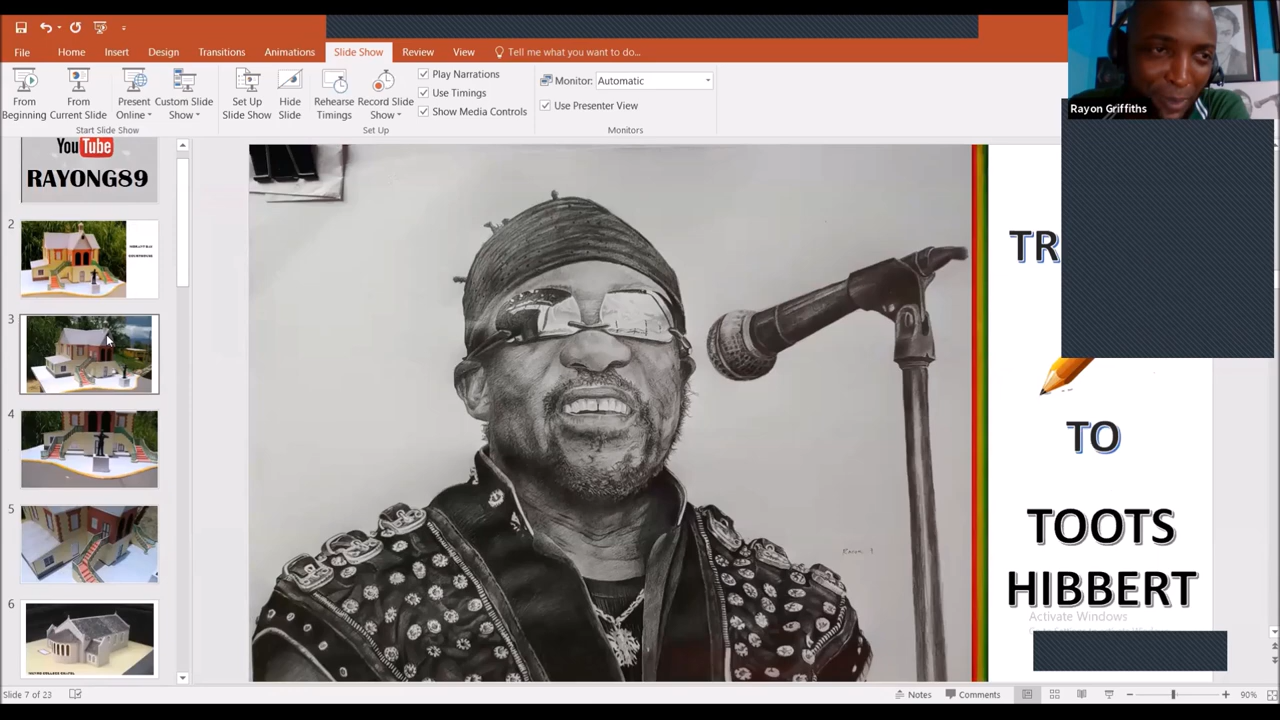 File Home Insert Design Transitions Animations Slide Show Review View Tell me what you want to do...
From Beginning
From Current Slide
Present Online
Custom Slide Show
Set Up Slide Show
Hide Slide
Rehearse Timings
Record Slide Show
Play Narrations
Use Timings
Show Media Controls
Monitor: Automatic
Use Presenter View
Start Slide Show
Set Up
Monitors
Rayon Griffiths
YouTube
RAYONG89
2
3
4
5
6
TR
TO
TOOTS
HIBBERT
Activate Windows
Slide 7 of 23
Notes
Comments
90%